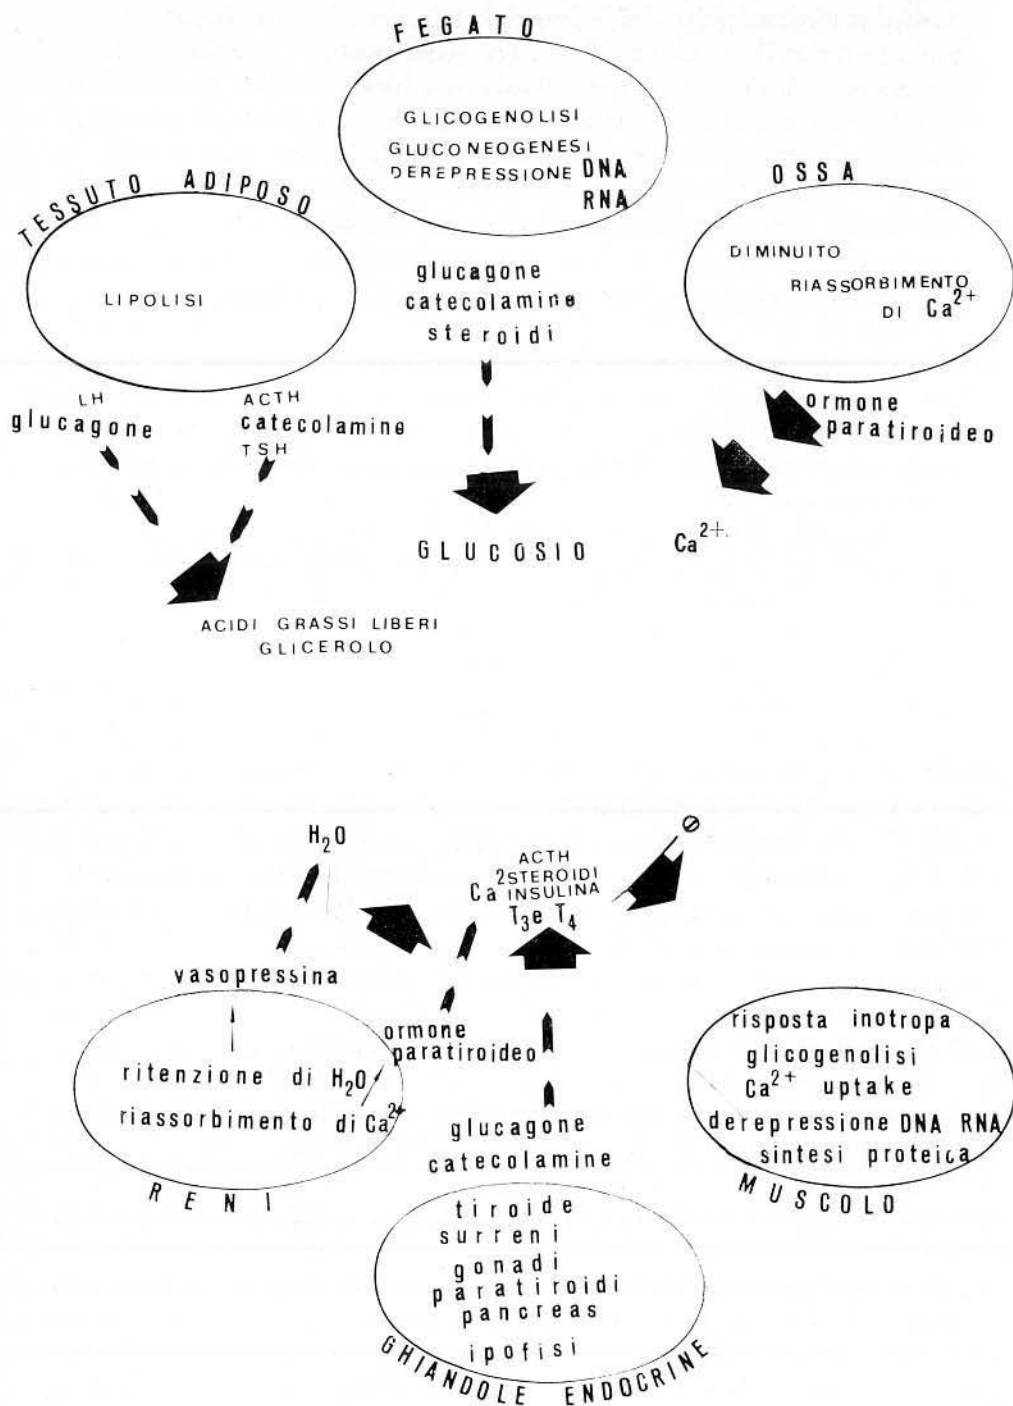 FEGATO
GLICOGENOLISI
GLUCONEOGENESI
DEREPRESSIONE DNA
RNA
TESSUTO ADIPOSO
LIPOLISI
OSSA
DIMINUITO
RIASSORBIMENTO
DI Ca²⁺
glucagone
catecolamine
steroidi
LH
glucagone
ACTH
catecolamine
TSH
ormone
paratiroideo
GLUCOSIO
Ca²⁺
ACIDI GRASSI LIBERI
GLICEROLO
H₂O
ACTH
STEROIDI
Ca² INSULINA
T₃ e T₄
vasopressina
ormone
paratiroideo
ritenzione di H₂O
riassorbimento di Ca²⁺
RENI
risposta inotropa
glicogenolisi
Ca²⁺ uptake
derepressione DNA RNA
sintesi proteica
MUSCOLO
glucagone
catecolamine
tiroide
surreni
gonadi
paratiroidi
pancreas
ipofisi
GHIANDOLE ENDOCRINE